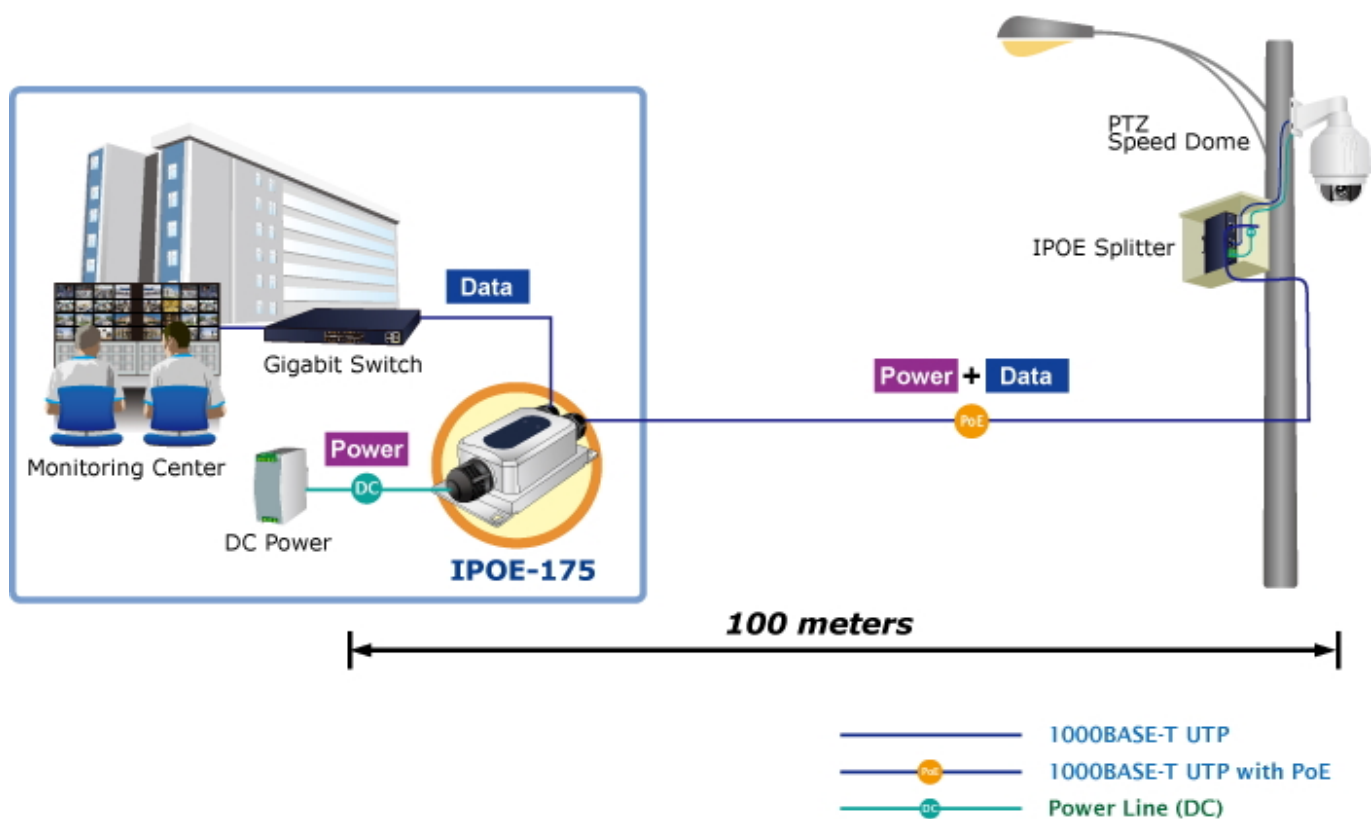 PTZ
Speed Dome
IPOE Splitter
Data
Gigabit Switch
Power + Data
PoE
Monitoring Center
Power
DC
DC Power
IPOE-175
100 meters
1000BASE-T UTP
PoE
1000BASE-T UTP with PoE
DC
Power Line (DC)